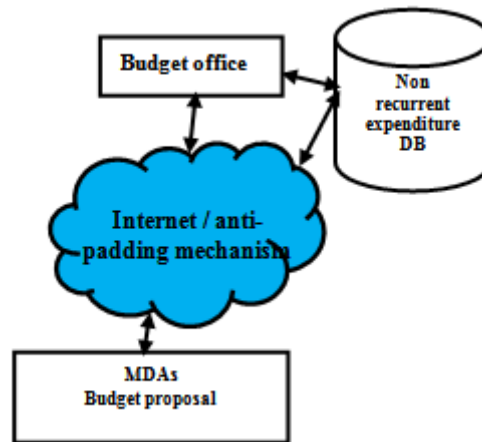 Budget office
Non
recurrent
expenditure
DB
Internet / anti-
padding mechanism
MDAs
Budget proposal